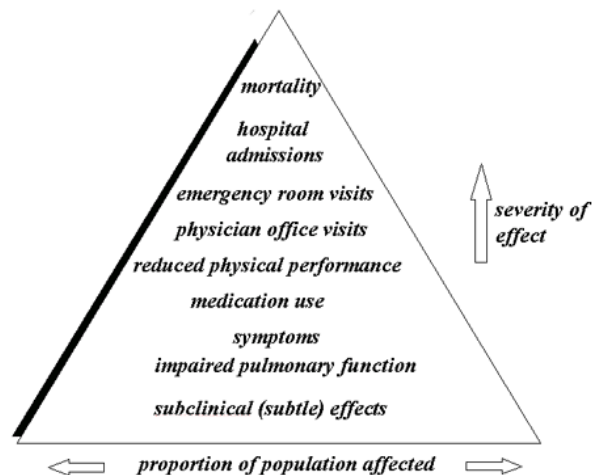 mortality
hospital
admissions
emergency room visits
physician office visits
reduced physical performance
medication use
symptoms
impaired pulmonary function
subclinical (subtle) effects
severity of
effect
proportion of population affected